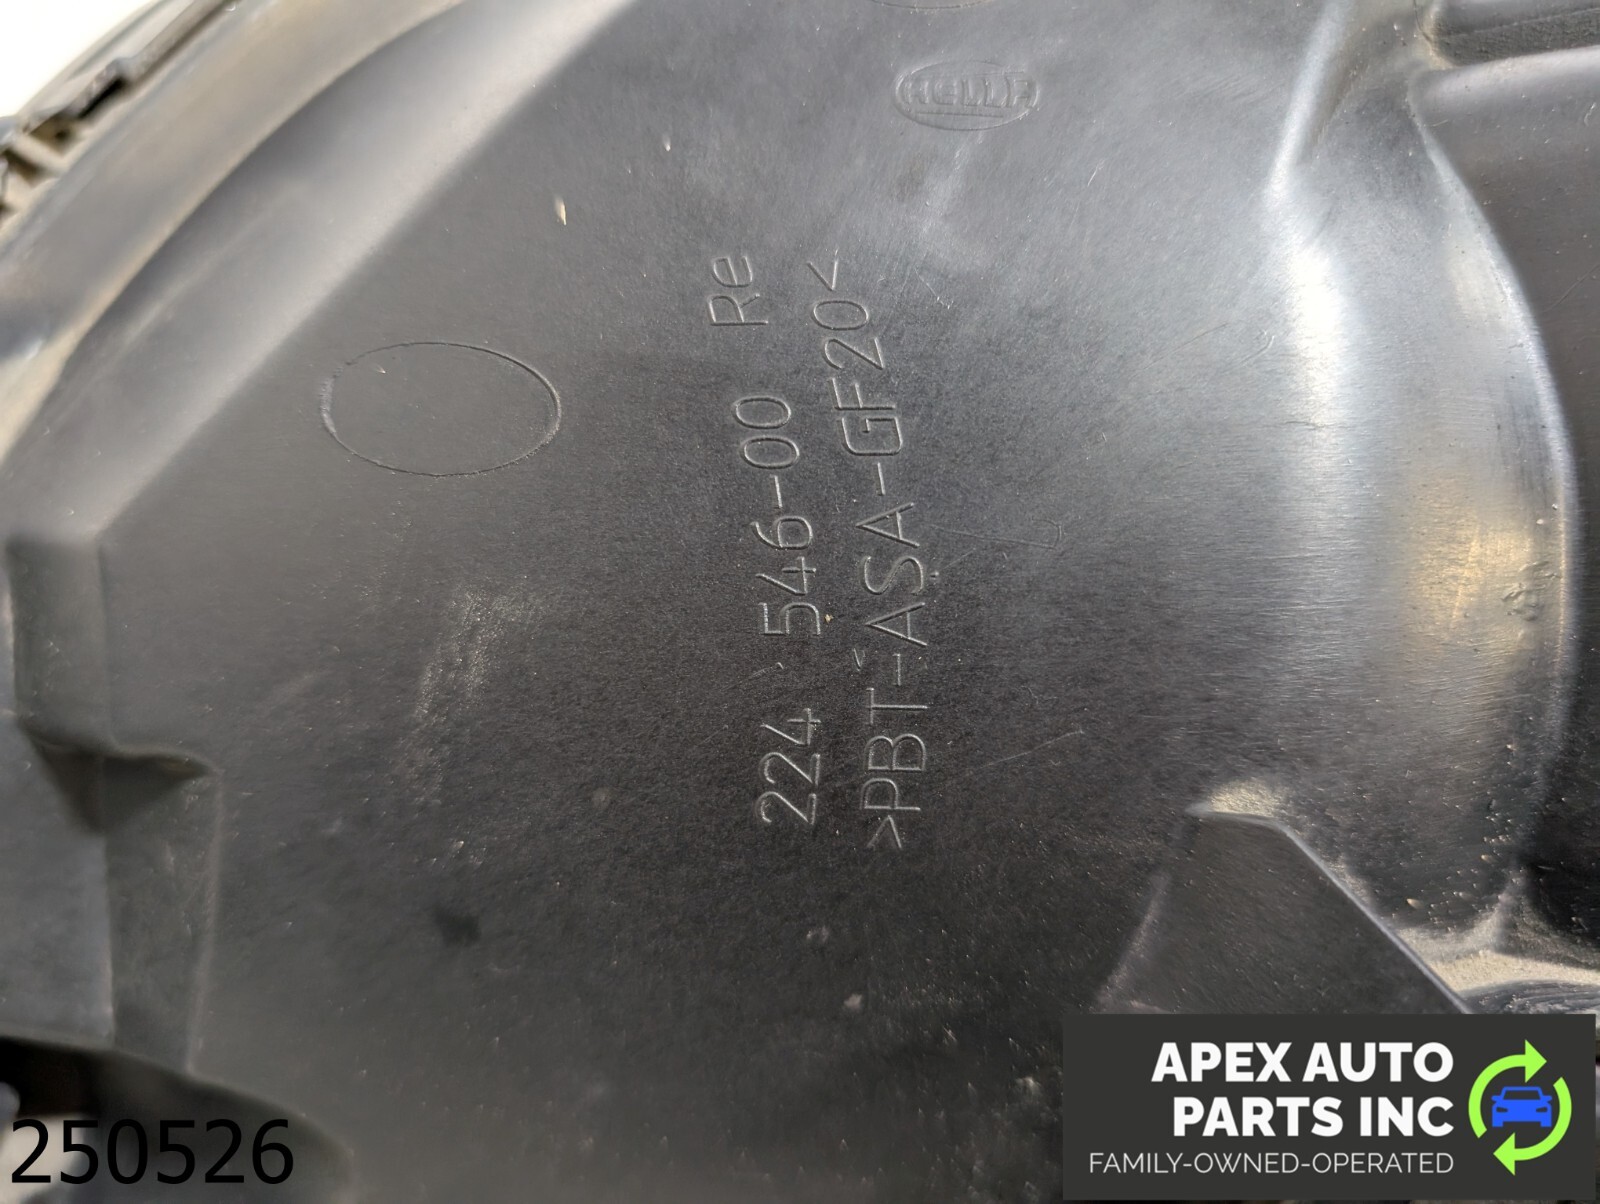 HELLA
224 546-00 Re
>PBT-ASA-GF20<
250526
APEX AUTO
PARTS INC
FAMILY-OWNED-OPERATED